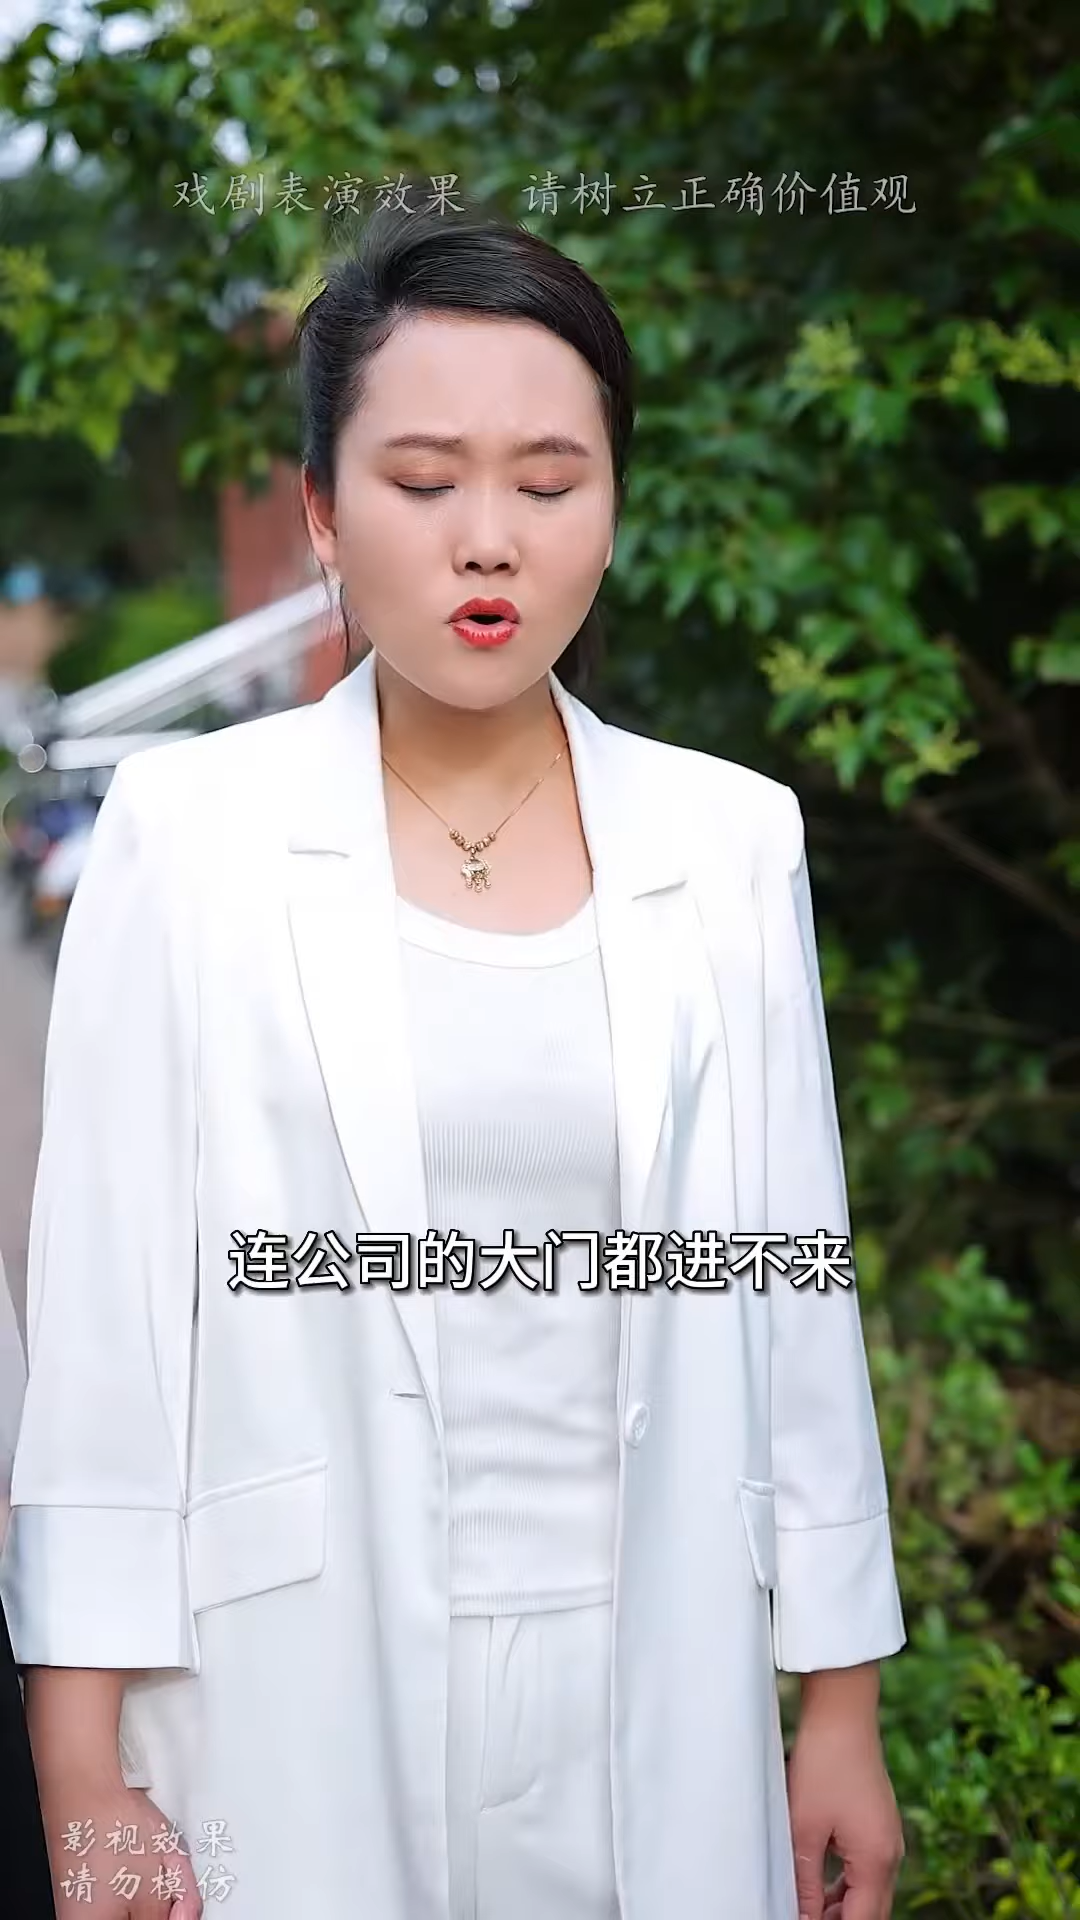 戏剧表演效果 请树立正确价值观
连公司的大门都进不来
影视效果
请勿模仿